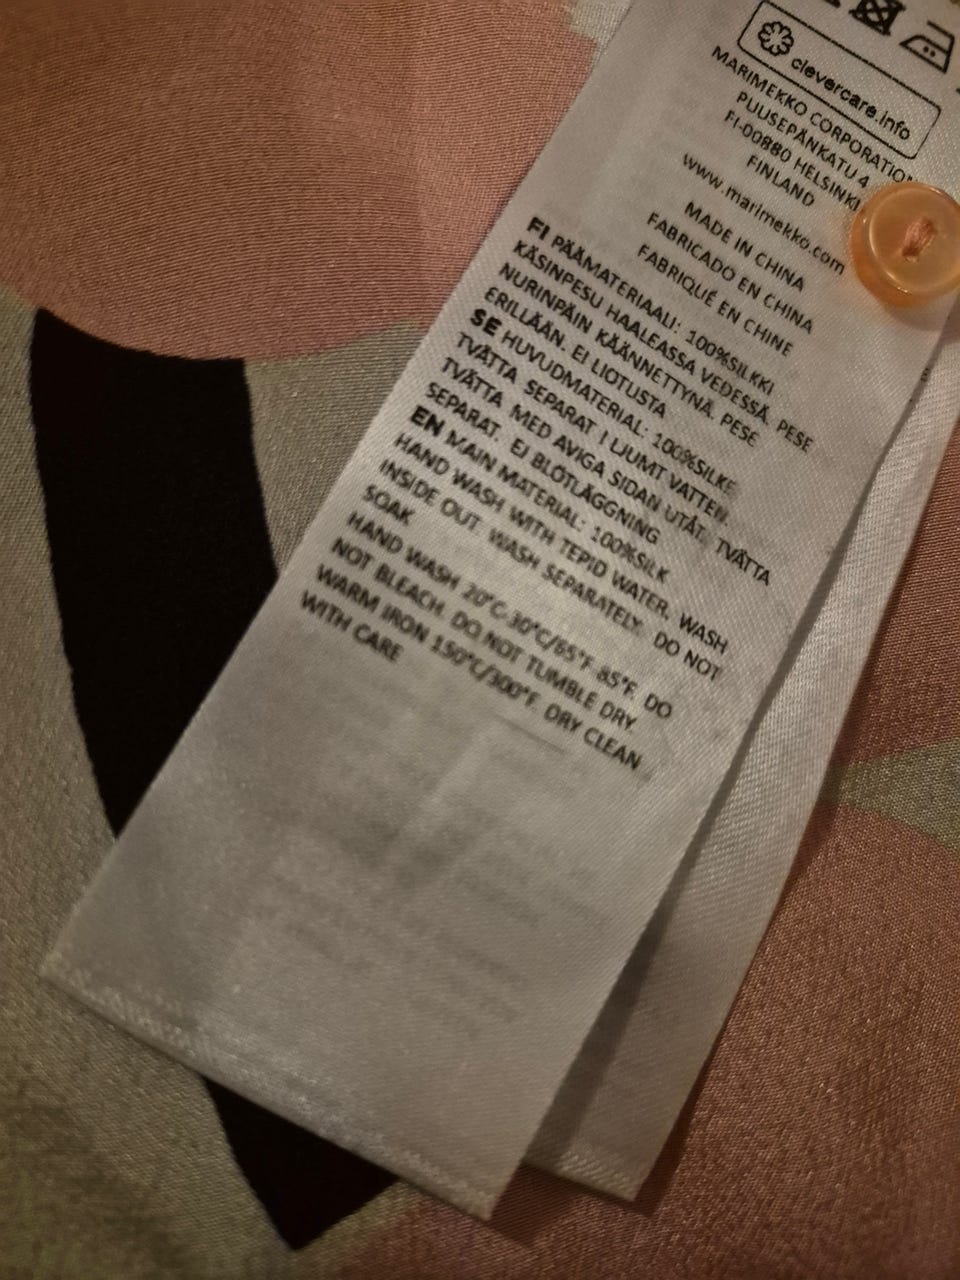 clevercare.info
MARIMEKKO CORPORATION
PUUSEPÄNKATU 4
FI-00880 HELSINKI
FINLAND
www.marimekko.com
MADE IN CHINA
FABRICADO EN CHINA
FABRIQUÉ EN CHINE
FI PÄÄMATERIAALI: 100%SILKKI
KÄSINPESU HAALEASSA VEDESSÄ. PESE
NURINPÄIN KÄÄNNETTYNÄ. PESE
ERILLÄÄN. EI LIOTUSTA
SE HUVUDMATERIAL: 100%SILKE
TVÄTTA SEPARAT I LJUMT VATTEN.
TVÄTTA MED AVIGA SIDAN UTÅT. TVÄTTA
SEPARAT. EJ BLÖTLÄGGNING
EN MAIN MATERIAL: 100%SILK
HAND WASH WITH TEPID WATER. WASH
INSIDE OUT. WASH SEPARATELY. DO NOT
SOAK
HAND WASH 20°C-30°C/65°F-85°F. DO
NOT BLEACH. DO NOT TUMBLE DRY.
WARM IRON 150°C/300°F. DRY CLEAN
WITH CARE